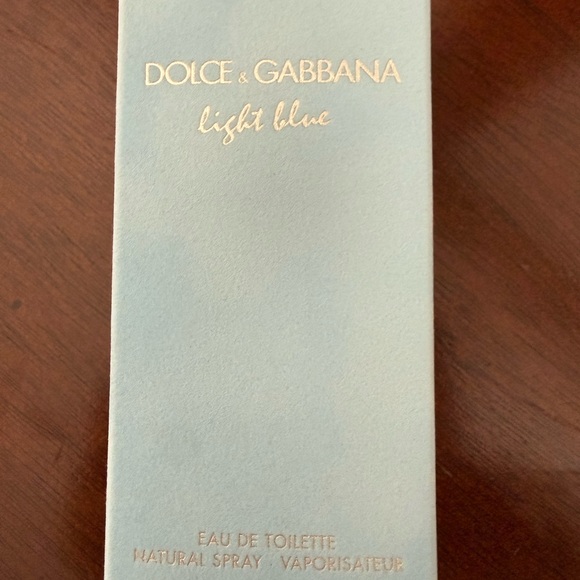 DOLCE & GABBANA
light blue
EAU DE TOILETTE
NATURAL SPRAY · VAPORISATEUR